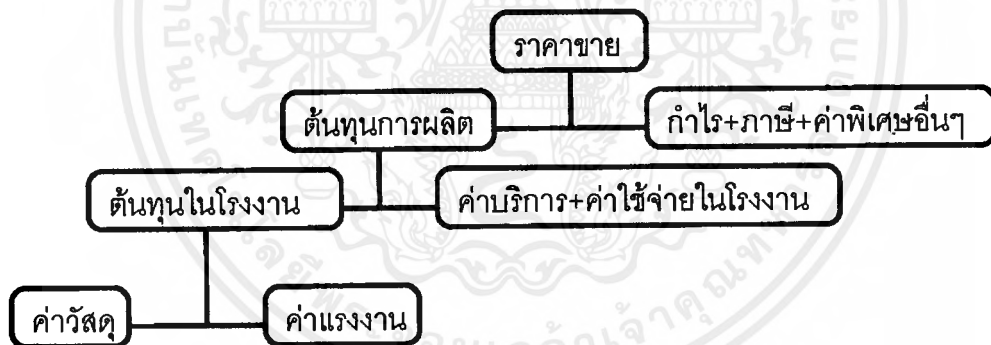 ราคาขาย
ต้นทุนการผลิต
กำไร+ภาษี+ค่าพิเศษอื่นๆ
ต้นทุนในโรงงาน
ค่าบริการ+ค่าใช้จ่ายในโรงงาน
ค่าวัสดุ
ค่าแรงงาน